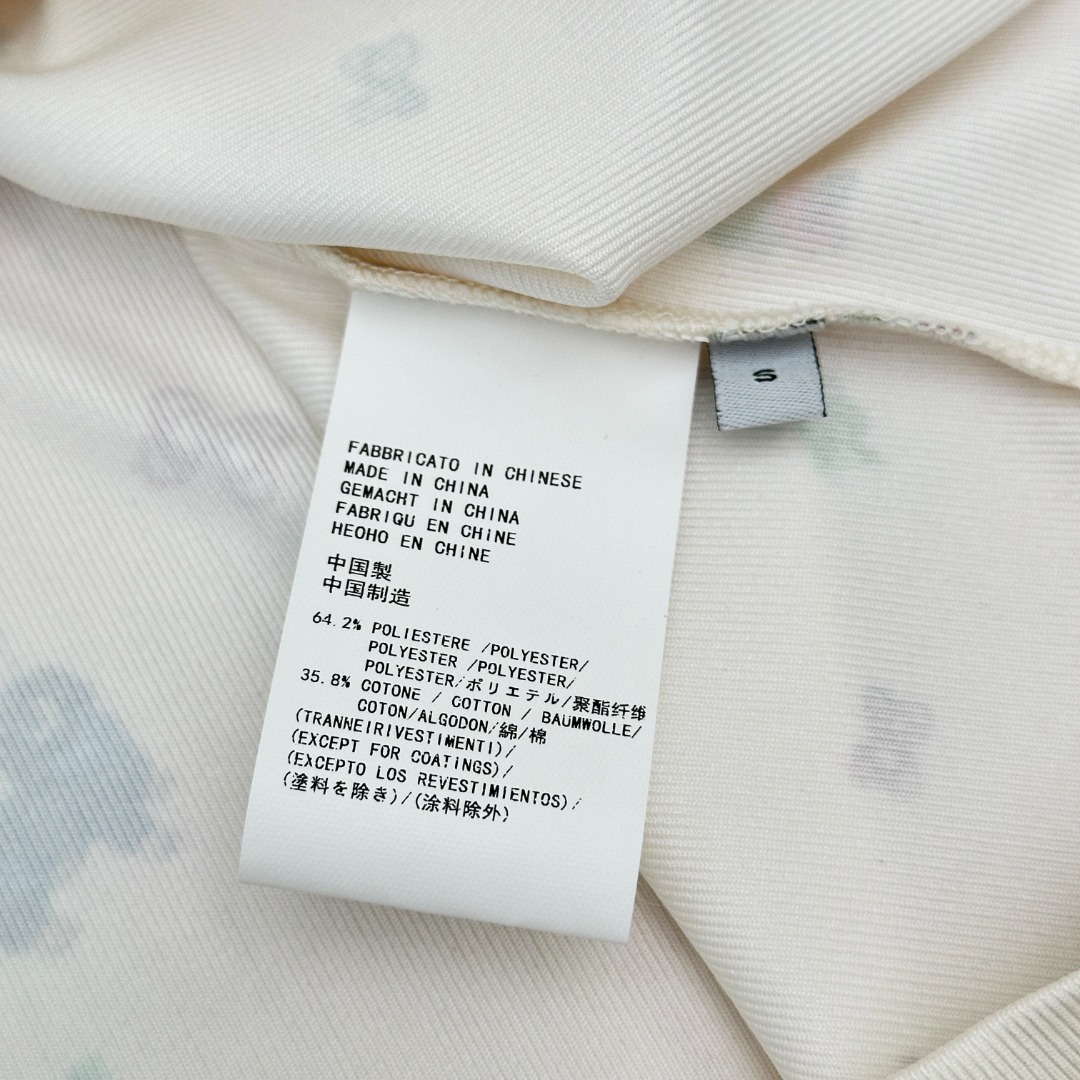 S
FABBRICATO IN CHINESE
MADE IN CHINA
GEMACHT IN CHINA
FABRIQU EN CHINE
HEOHO EN CHINE
中国製
中国制造
64.2% POLIESTERE /POLYESTER/
POLYESTER /POLYESTER/
POLYESTER/ポリエテル/聚酯纤维
35.8% COTONE / COTTON / BAUMWOLLE/
COTON/ALGODON/綿/棉
(TRANNEIRIVESTIMENTI)/
(EXCEPT FOR COATINGS)/
(EXCEPTO LOS REVESTIMIENTOS)/
(塗料を除き)/(涂料除外)